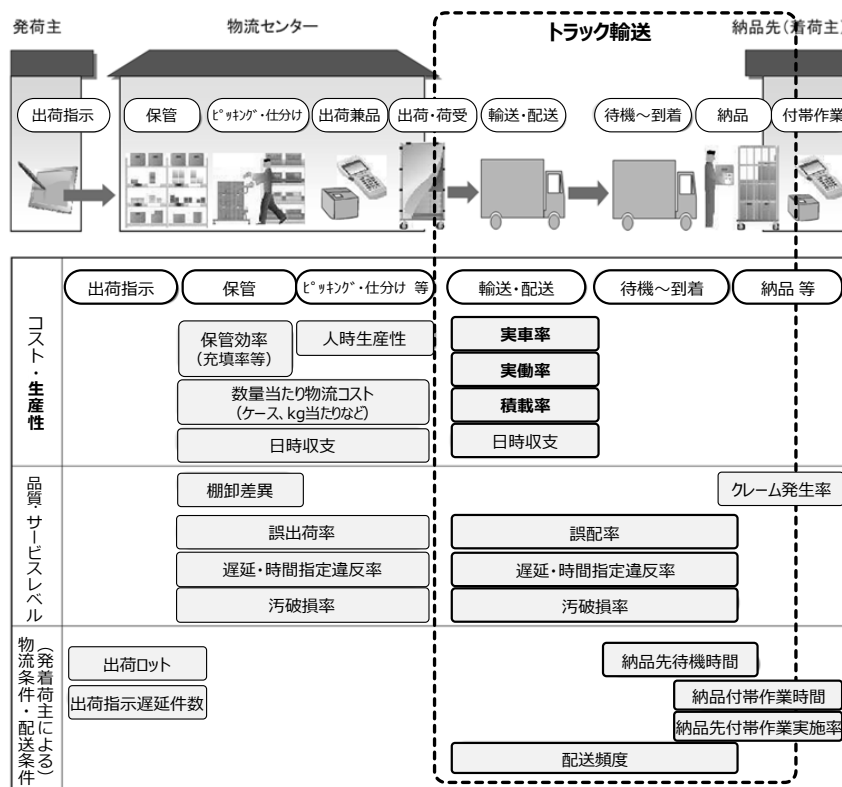 発荷主
物流センター
トラック輸送
納品先(着荷主)
出荷指示
保管
ピッキング・仕分け
出荷兼品
出荷・荷受
輸送・配送
待機～到着
納品
付帯作業
出荷指示
保管
ピッキング・仕分け 等
輸送・配送
待機～到着
納品 等
コスト・生産性
保管効率
(充填率等)
人時生産性
数量当たり物流コスト
(ケース、kg当たりなど)
日時収支
実車率
実働率
積載率
日時収支
品質・サービスレベル
棚卸差異
誤出荷率
遅延・時間指定違反率
汚破損率
クレーム発生率
誤配率
遅延・時間指定違反率
汚破損率
(発着荷主による)
物流条件・配送条件
出荷ロット
出荷指示遅延件数
納品先待機時間
納品付帯作業時間
納品先付帯作業実施率
配送頻度